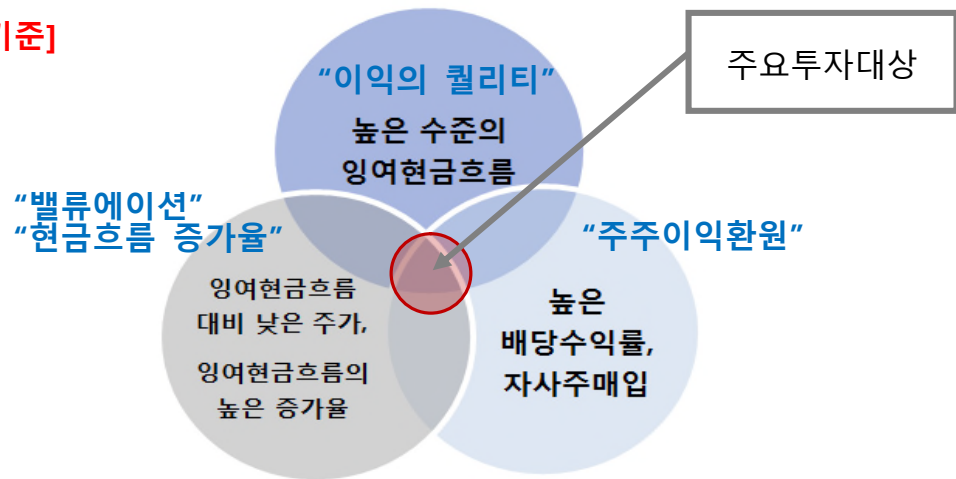 기준]
주요투자대상
“이익의 퀄리티”
높은 수준의
잉여현금흐름
“밸류에이션”
“현금흐름 증가율”
“주주이익환원”
잉여현금흐름
대비 낮은 주가,
잉여현금흐름의
높은 증가율
높은
배당수익률,
자사주매입